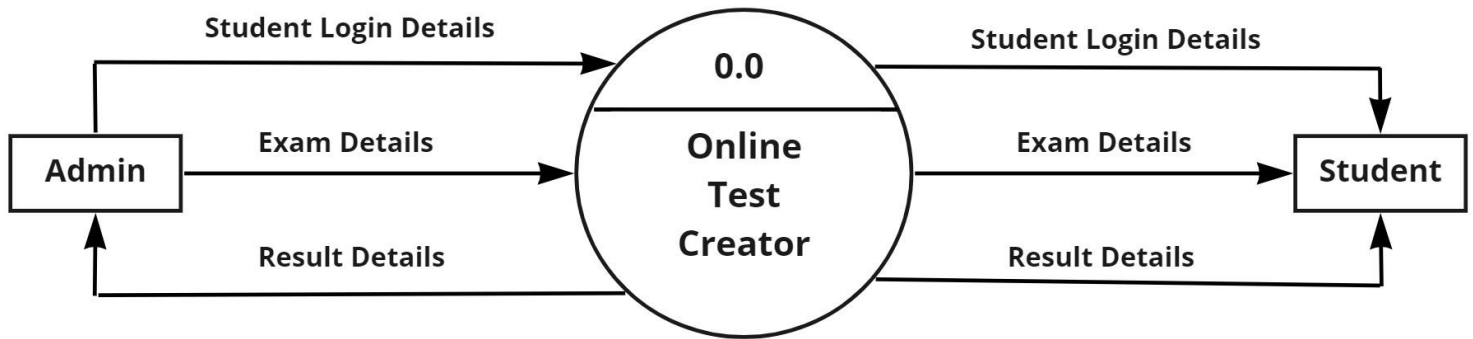 Student Login Details
Student Login Details
0.0
Exam Details
Exam Details
Admin
Online
Test
Creator
Student
Result Details
Result Details